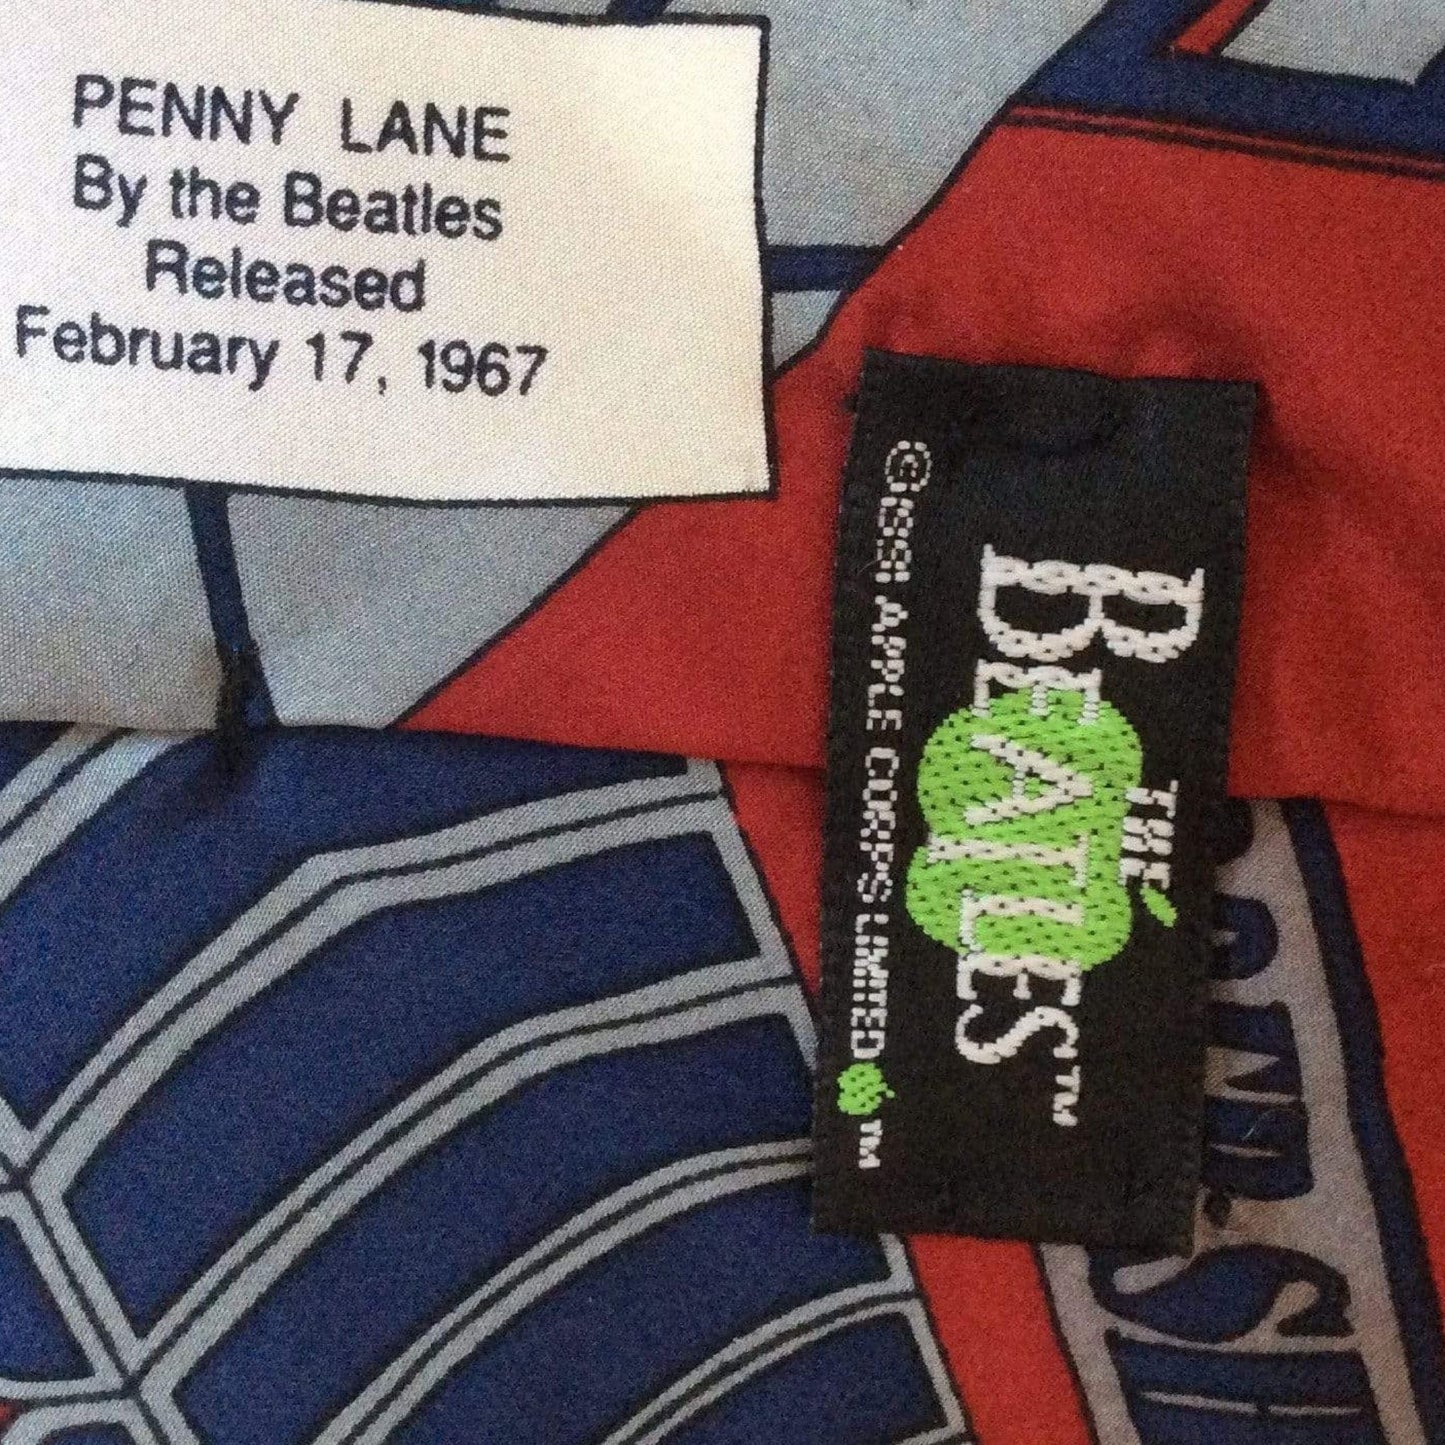 PENNY LANE
By the Beatles
Released
February 17, 1967
THE
BEATLES™
©1991 APPLE CORPS LIMITED ™